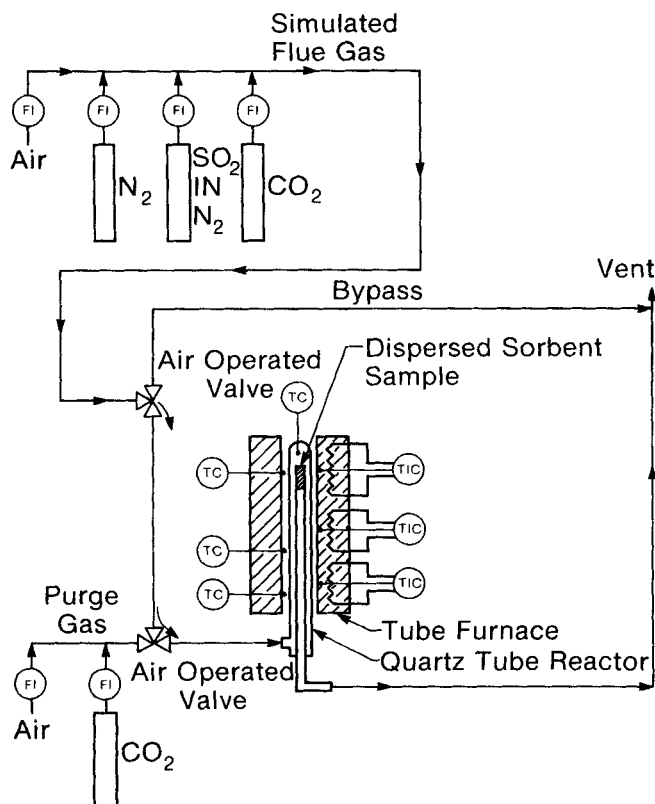 Simulated
Flue Gas
FI
FI
FI
FI
Air
N2
SO2
IN
N2
CO2
Vent
Bypass
Air Operated
Valve
Dispersed Sorbent
Sample
TC
TC
TIC
TC
TIC
TC
TIC
Purge
Gas
Tube Furnace
Quartz Tube Reactor
Air Operated
Valve
FI
FI
Air
CO2